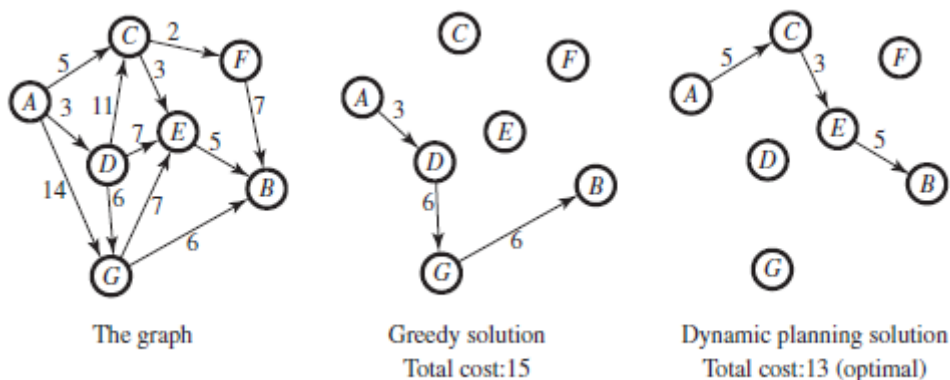 C
2
F
5
3
7
A
3
11
E
7
5
D
14
6
7
B
6
G
The graph
C
F
A
3
E
D
B
6
6
G
Greedy solution
Total cost:15
C
5
F
3
A
E
5
D
B
G
Dynamic planning solution
Total cost:13 (optimal)